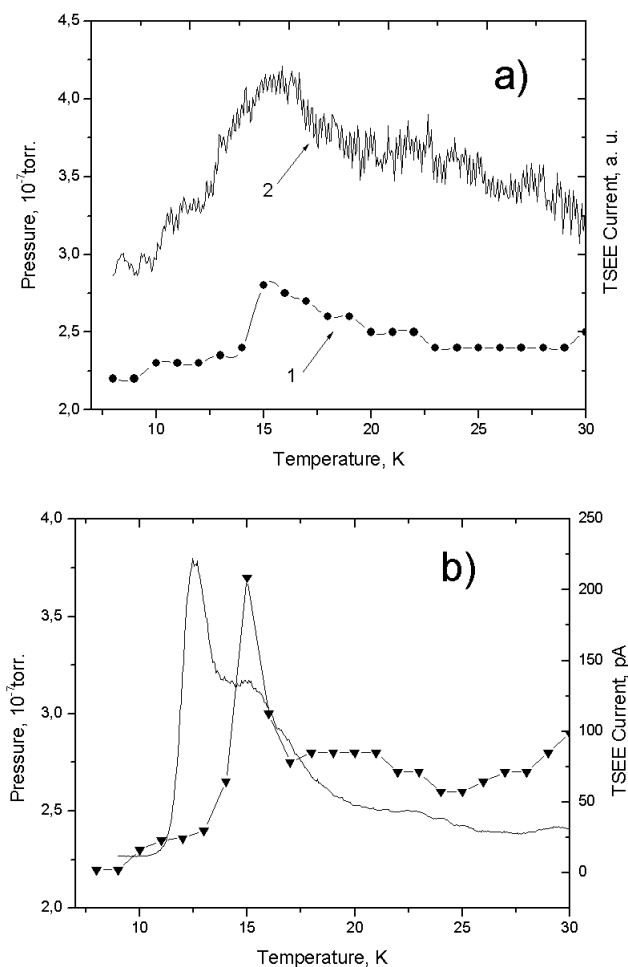 a)
4,5
4,0
3,5
3,0
2,5
2,0
Pressure, 10⁻⁷torr.
TSEE Current, a. u.
2
1
10 15 20 25 30
Temperature, K
b)
4,0
3,5
3,0
2,5
2,0
Pressure, 10⁻⁷torr.
250
200
150
100
50
0
TSEE Current, pA
10 15 20 25 30
Temperature, K